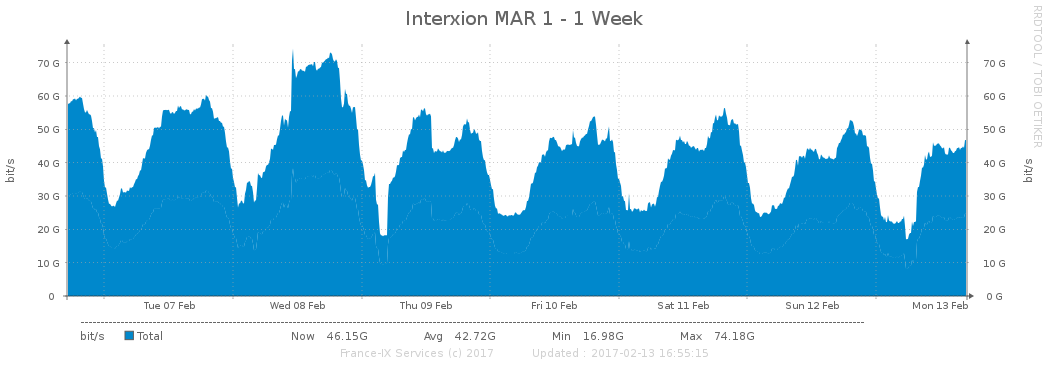 Interxion MAR 1 - 1 Week
RRDTOOL / TOBI OETIKER
bit/s
70 G 70 G
60 G 60 G
50 G 50 G
40 G 40 G
30 G 30 G
20 G 20 G
10 G 10 G
0 0 G
bit/s
Tue 07 Feb Wed 08 Feb Thu 09 Feb Fri 10 Feb Sat 11 Feb Sun 12 Feb Mon 13 Feb
bit/s Total Now 46.15G Avg 42.72G Min 16.98G Max 74.18G
France-IX Services (c) 2017 Updated : 2017-02-13 16:55:15